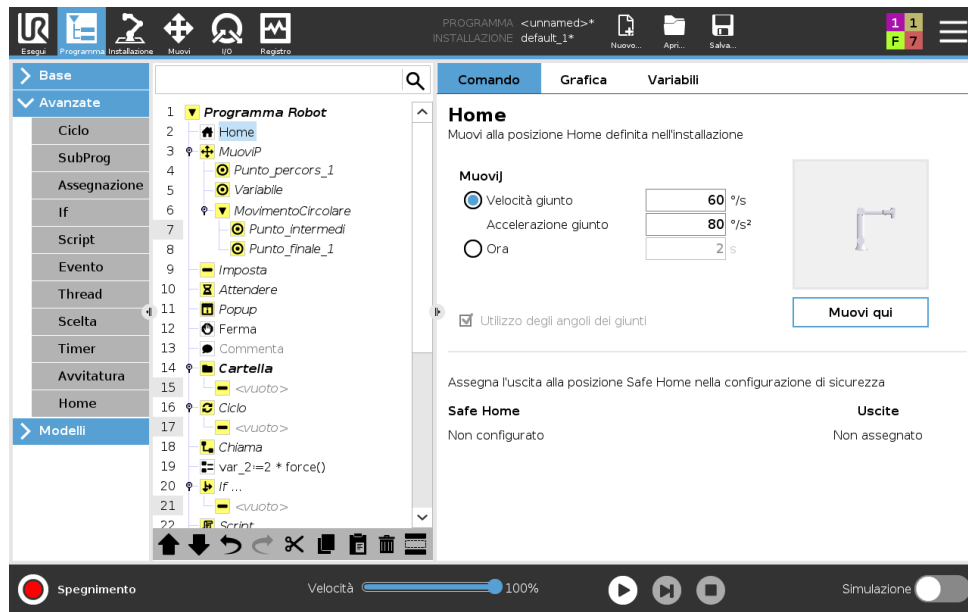 UR
PROGRAMMA <unnamed>*
INSTALLAZIONE default_1*
Esegui Programma Installazione Muovi I/O Registro Nuovo... Apri... Salva...
1 1
F 7
Base
Avanzate
Ciclo
SubProg
Assegnazione
If
Script
Evento
Thread
Scelta
Timer
Avvitatura
Home
Modelli
1 Programma Robot
2 Home
3 MuoviP
4 Punto_percors_1
5 Variabile
6 MovimentoCircolare
7 Punto_intermedi
8 Punto_finale_1
9 Imposta
10 Attendere
11 Popup
12 Ferma
13 Commenta
14 Cartella
15 <vuoto>
16 Ciclo
17 <vuoto>
18 Chiama
19 var_2≔2 * force()
20 If ...
21 <vuoto>
22 Script
Comando Grafica Variabili
Home
Muovi alla posizione Home definita nell'installazione
MuoviJ
Velocità giunto 60 °/s
Accelerazione giunto 80 °/s²
Ora 2 s
Utilizzo degli angoli dei giunti
Muovi qui
Assegna l'uscita alla posizione Safe Home nella configurazione di sicurezza
Safe Home Uscite
Non configurato Non assegnato
Spegnimento Velocità 100% Simulazione